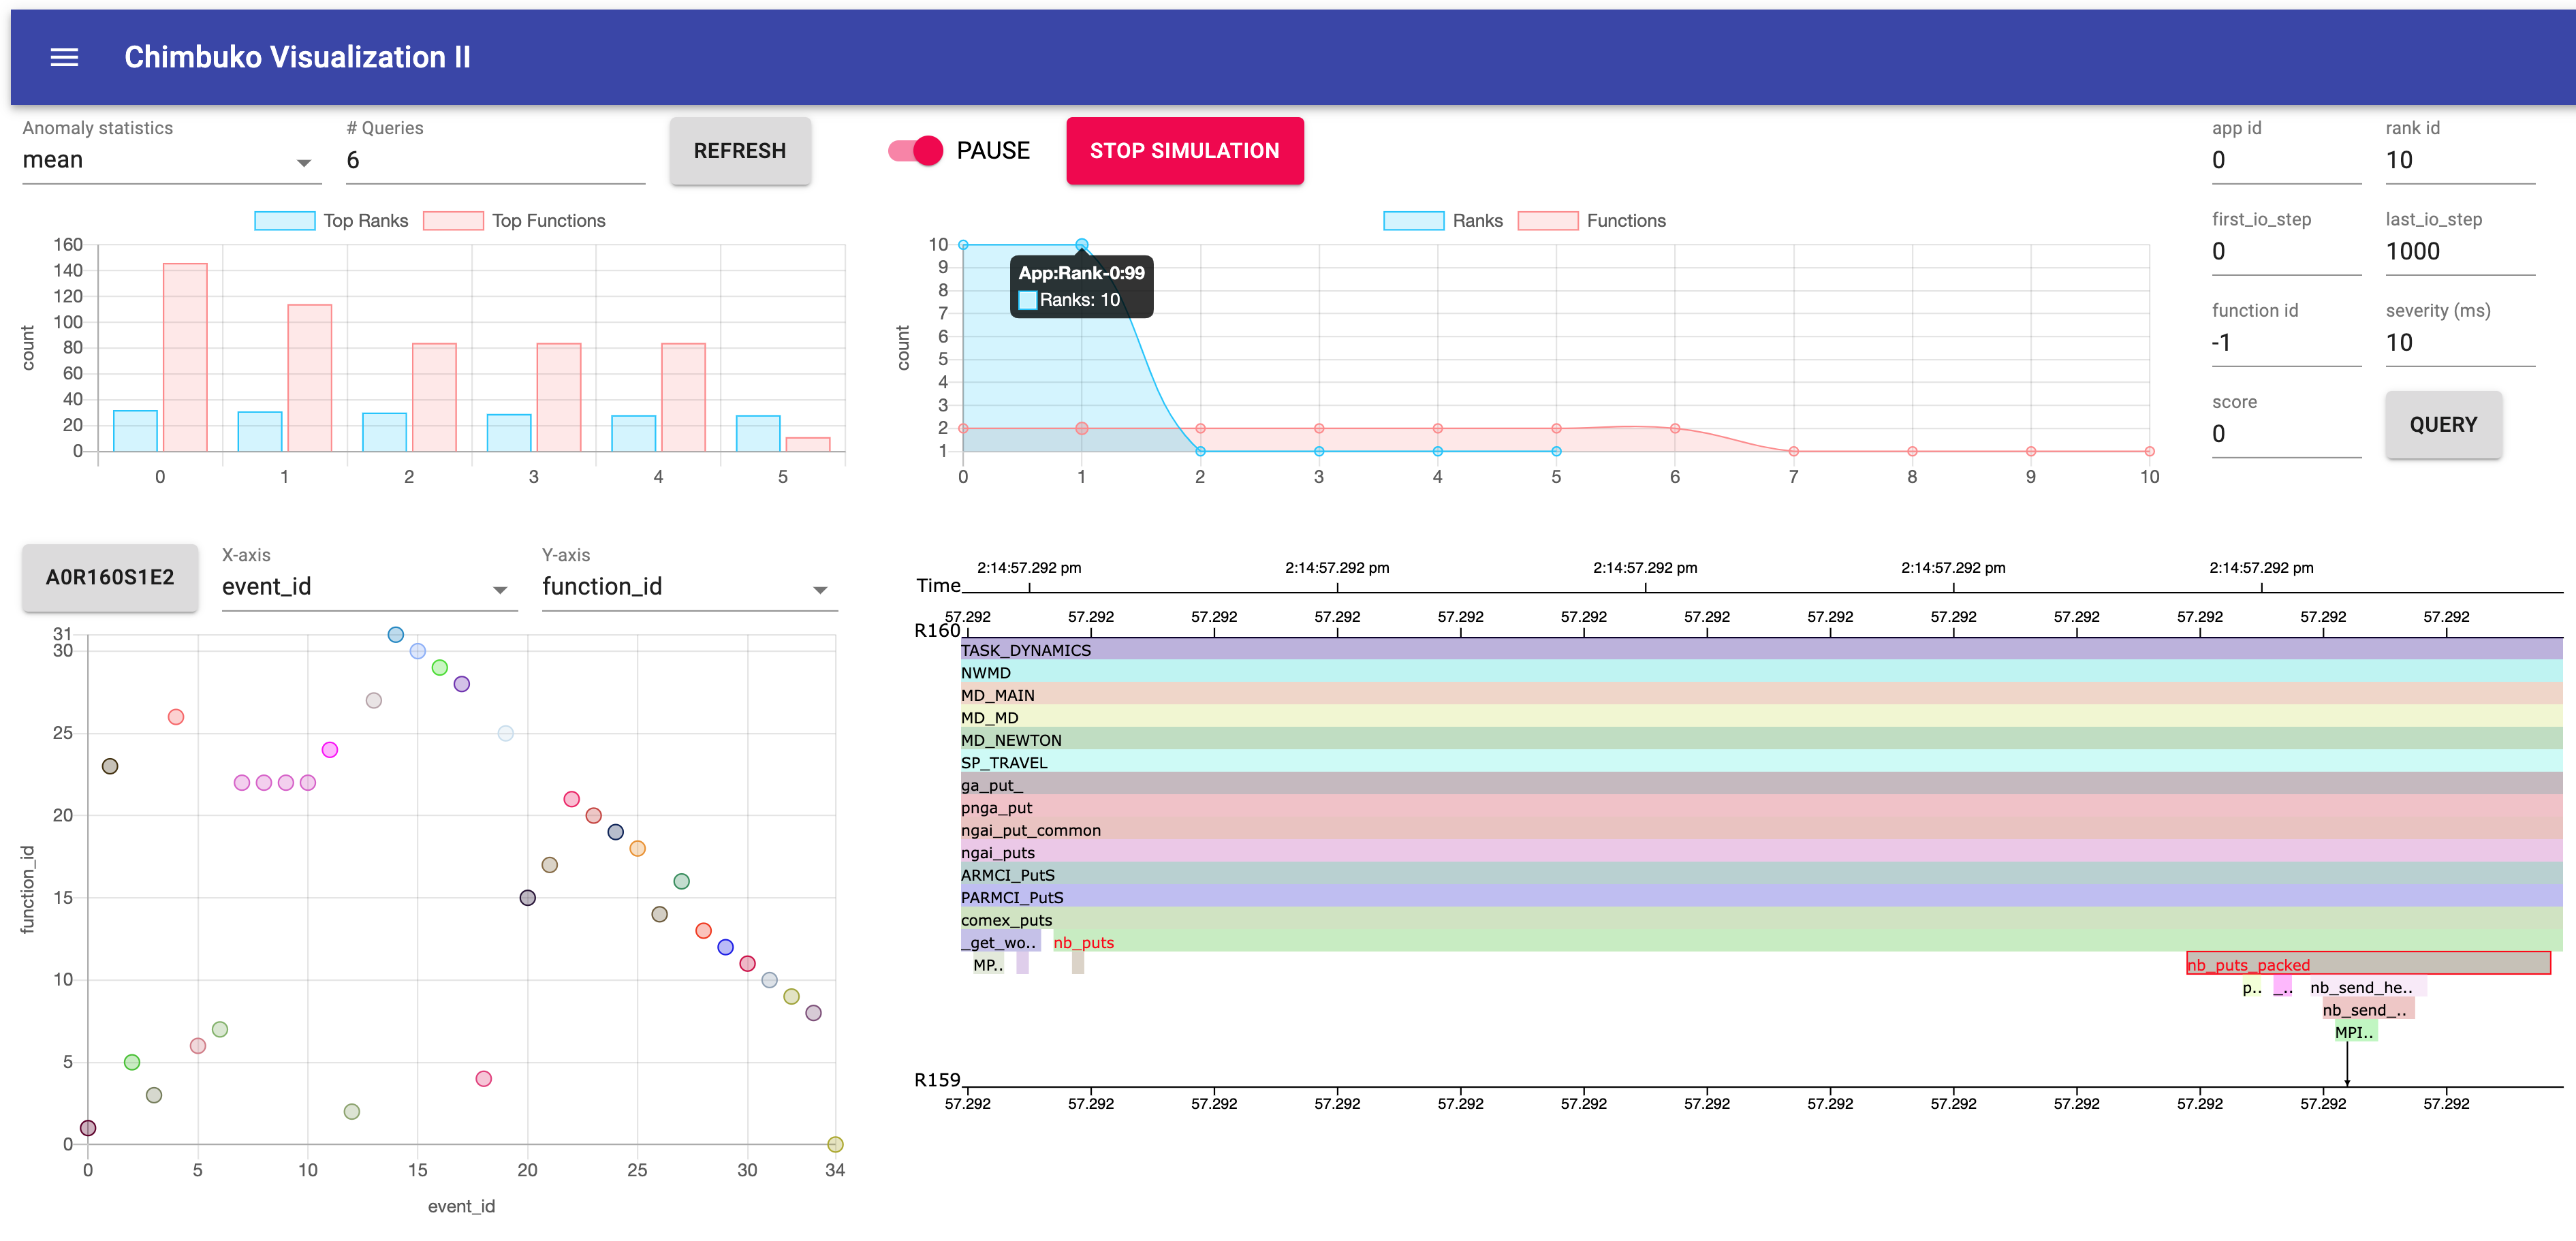 Chimbuko Visualization II
Anomaly statistics
mean
# Queries
6
REFRESH
PAUSE
STOP SIMULATION
app id
0
rank id
10
first_io_step
0
last_io_step
1000
function id
-1
severity (ms)
10
score
0
QUERY
Top Ranks Top Functions
160
140
120
100
80
60
40
20
0
count
0 1 2 3 4 5
Ranks Functions
10
9
8
7
6
5
4
3
2
1
count
App:Rank-0:99
Ranks: 10
0 1 2 3 4 5 6 7 8 9 10
A0R160S1E2
X-axis
event_id
Y-axis
function_id
31
30
25
20
15
10
5
0
function_id
0 5 10 15 20 25 30 34
event_id
2:14:57.292 pm 2:14:57.292 pm 2:14:57.292 pm 2:14:57.292 pm 2:14:57.292 pm
Time
57.292 57.292 57.292 57.292 57.292 57.292 57.292 57.292 57.292 57.292 57.292 57.292 57.292
R160
TASK_DYNAMICS
NWMD
MD_MAIN
MD_MD
MD_NEWTON
SP_TRAVEL
ga_put_
pnga_put
ngai_put_common
ngai_puts
ARMCI_PutS
PARMCI_PutS
comex_puts
_get_wo.. nb_puts
MP.. nb_puts_packed
p.. _.. nb_send_he..
nb_send_..
MPI..
R159
57.292 57.292 57.292 57.292 57.292 57.292 57.292 57.292 57.292 57.292 57.292 57.292 57.292